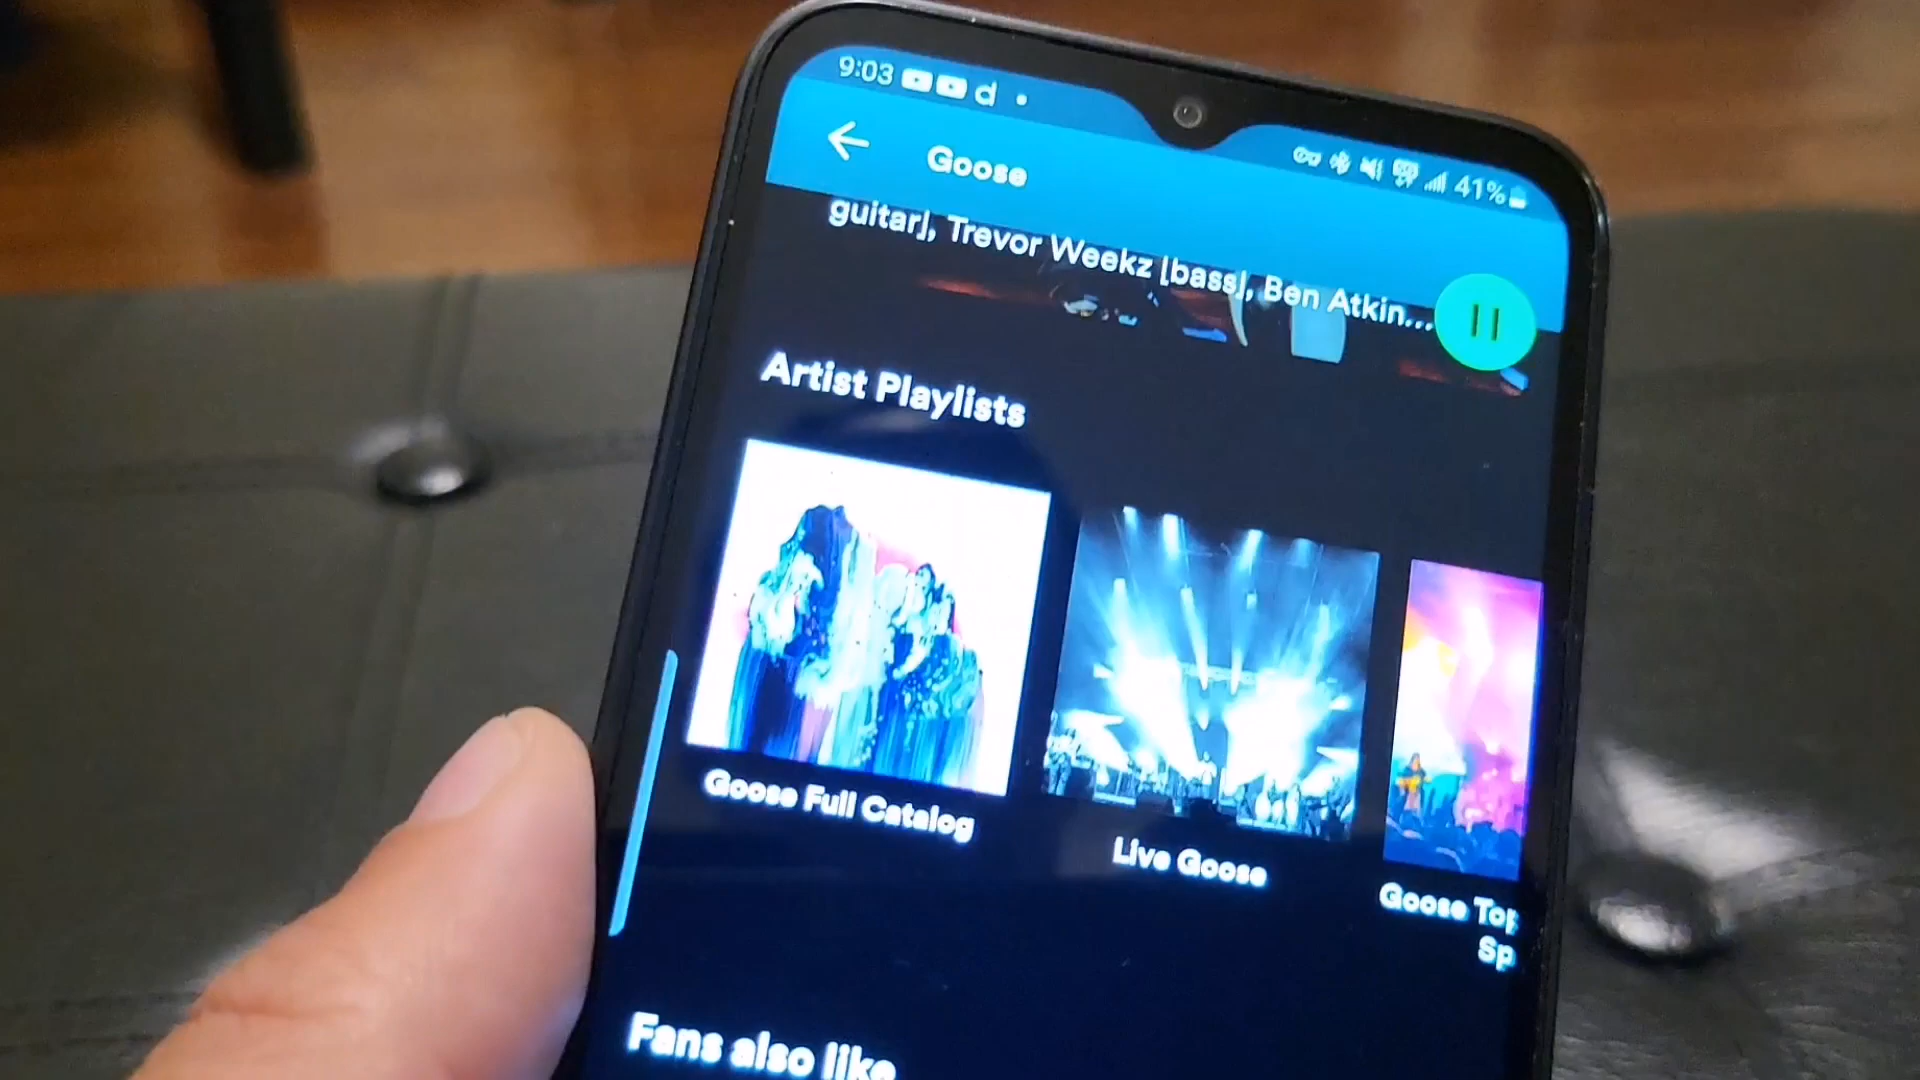 9:03
d
41%
Goose
guitar], Trevor Weekz [bass], Ben Atkin...
Artist Playlists
Goose Full Catalog
Live Goose
Goose Top
Sp
Fans also like